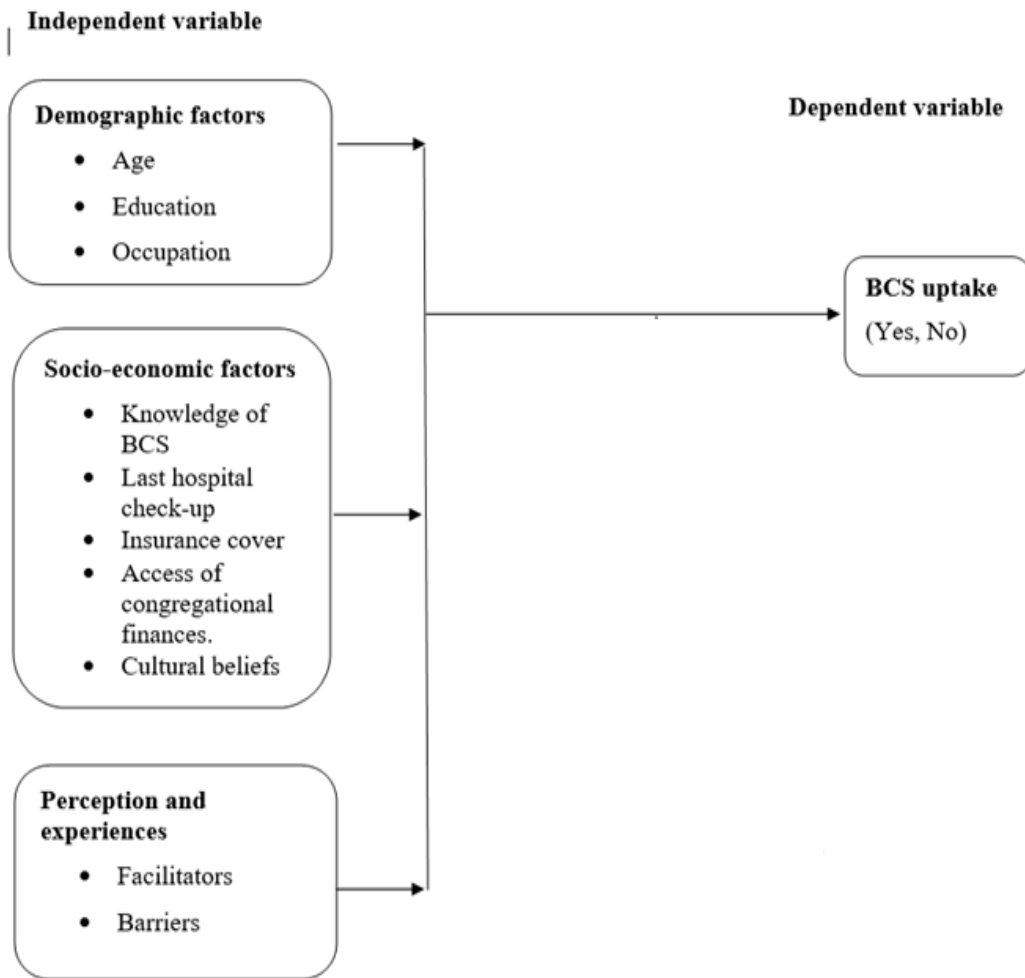 Independent variable
Demographic factors
• Age
• Education
• Occupation
Socio-economic factors
• Knowledge of
BCS
• Last hospital
check-up
• Insurance cover
• Access of
congregational
finances.
• Cultural beliefs
Perception and
experiences
• Facilitators
• Barriers
Dependent variable
BCS uptake
(Yes, No)